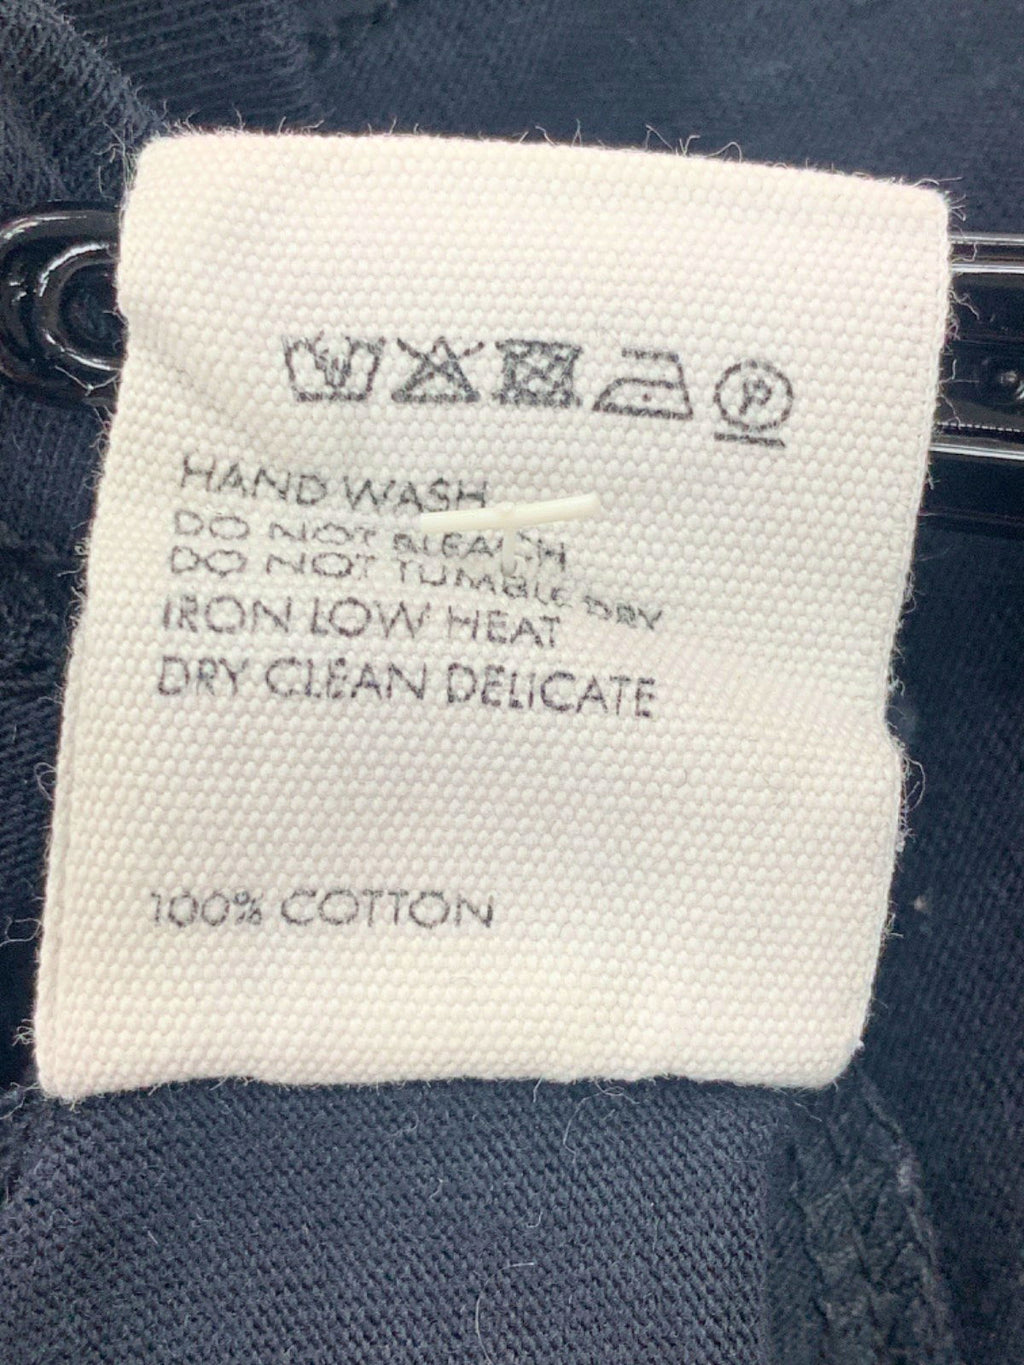 P
HAND WASH
DO NOT BLEACH
DO NOT TUMBLE DRY
IRON LOW HEAT
DRY CLEAN DELICATE
100% COTTON